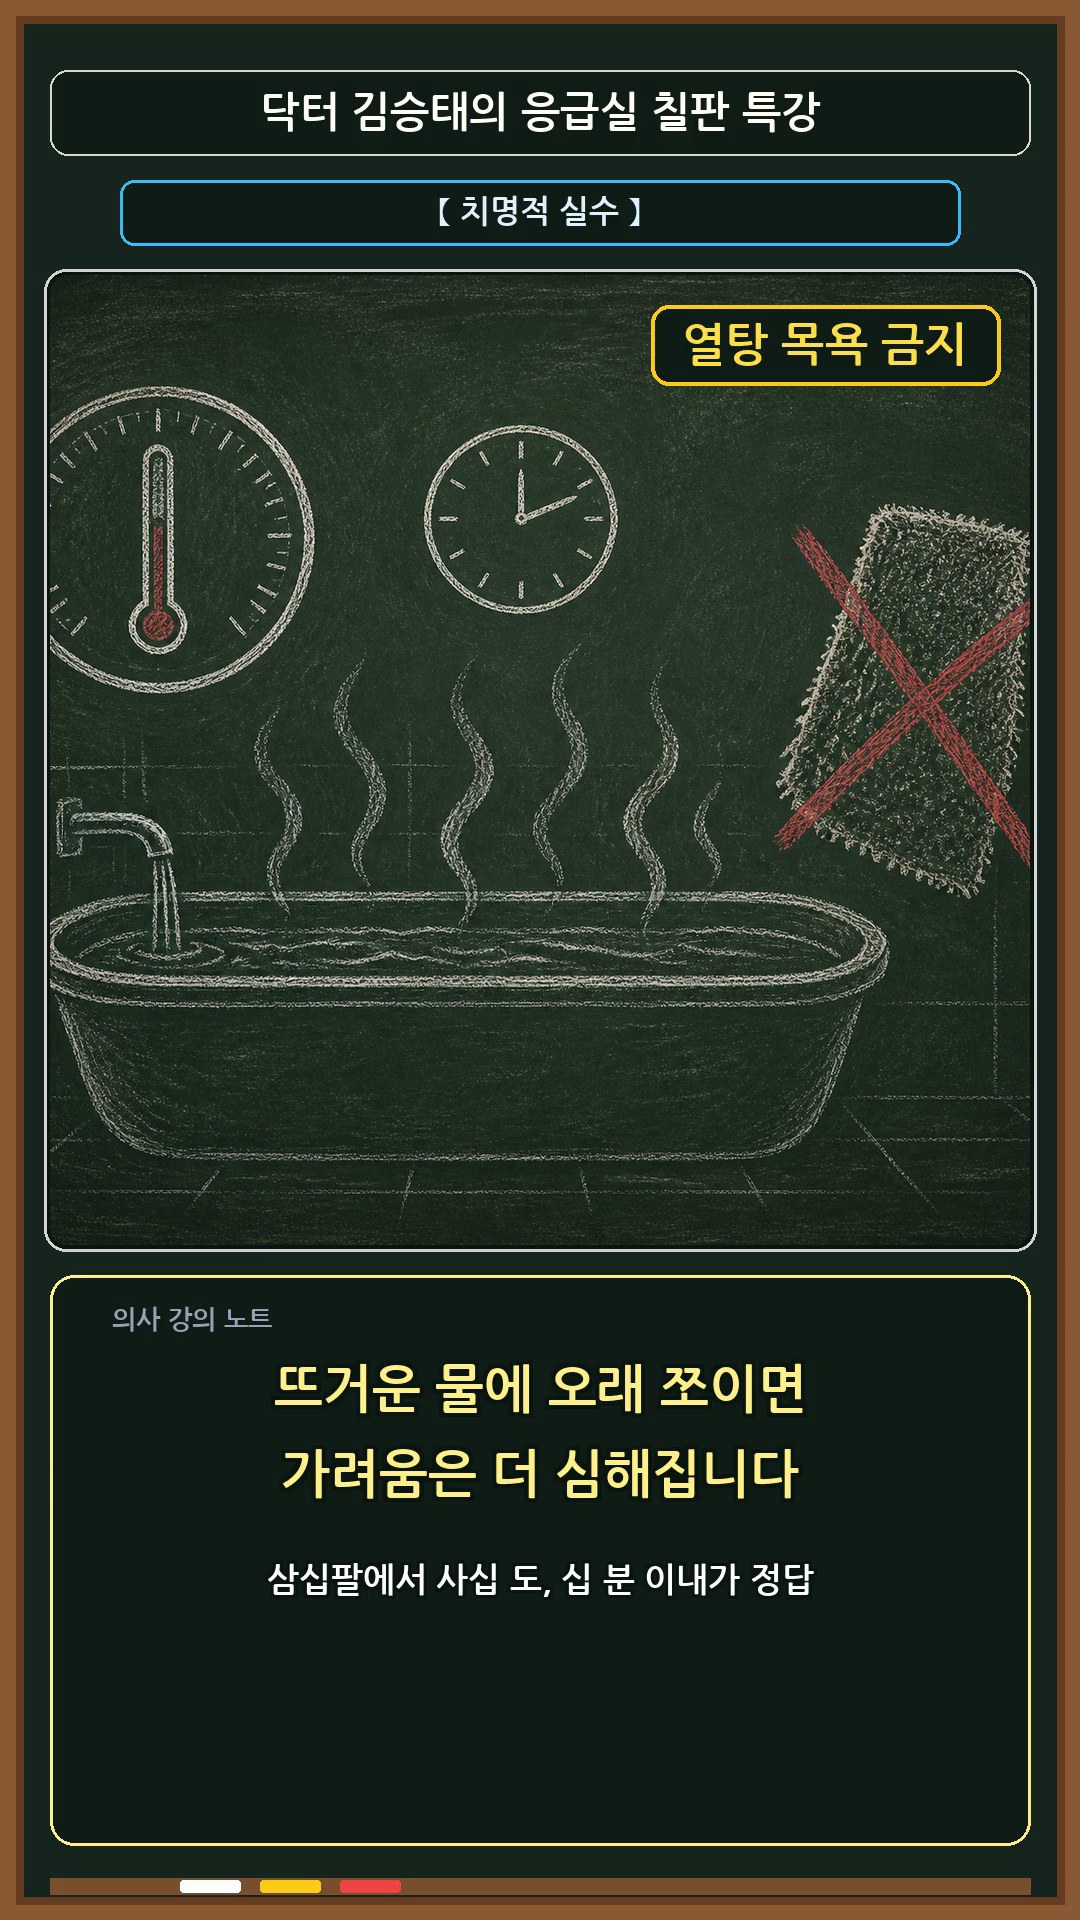 닥터 김승태의 응급실 칠판 특강
【 치명적 실수 】
열탕 목욕 금지
의사 강의 노트
뜨거운 물에 오래 쪼이면
가려움은 더 심해집니다
삼십팔에서 사십 도, 십 분 이내가 정답